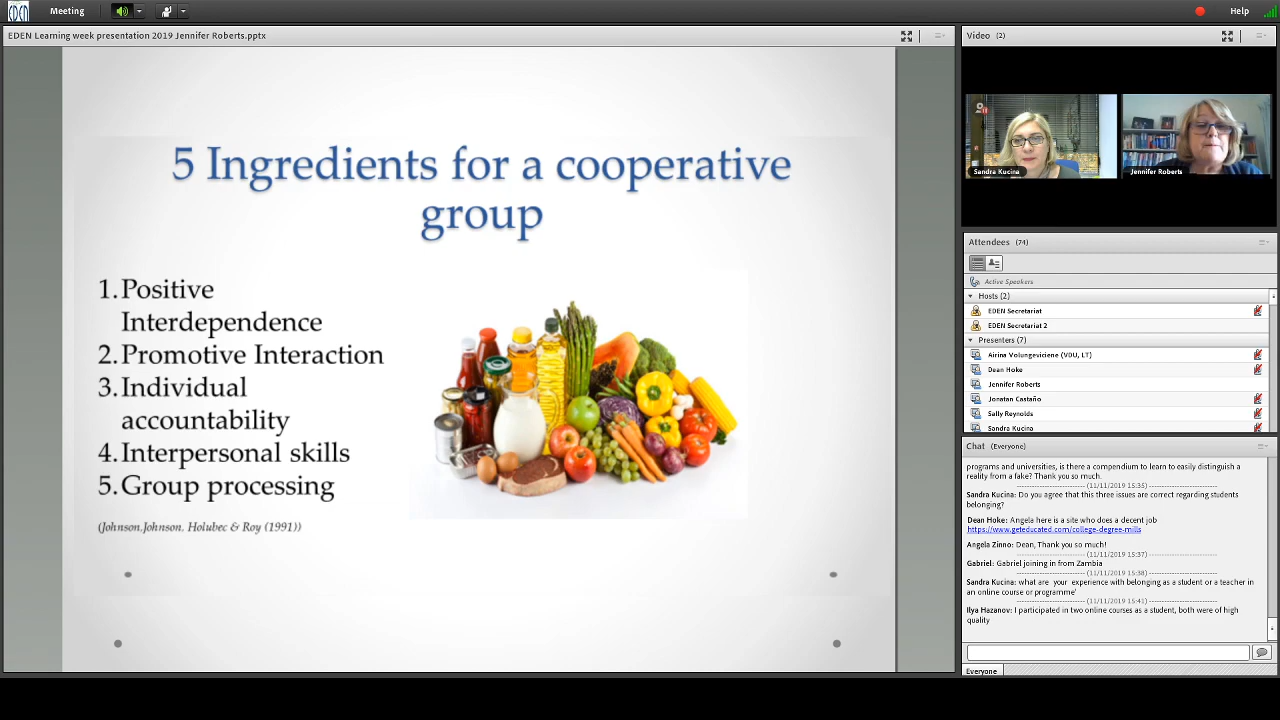 EDEN
Meeting
Help
EDEN Learning week presentation 2019 Jennifer Roberts.pptx
5 Ingredients for a cooperative
group
1. Positive
Interdependence
2. Promotive Interaction
3. Individual
accountability
4. Interpersonal skills
5. Group processing
(Johnson,Johnson, Holubec & Roy (1991))
Video (2)
Sandra Kucina
Jennifer Roberts
Attendees (74)
Active Speakers
Hosts (2)
EDEN Secretariat
EDEN Secretariat 2
Presenters (7)
Airina Volungeviciene (VDU, LT)
Dean Hoke
Jennifer Roberts
Jonatan Castaño
Sally Reynolds
Sandra Kucina
Chat (Everyone)
programs and universities, is there a compendium to learn to easily distinguish a
reality from a fake? Thank you so much.
(11/11/2019 15:35)
Sandra Kucina: Do you agree that this three issues are correct regarding students
belonging?
Dean Hoke: Angela here is a site who does a decent job
https://www.geteducated.com/college-degree-mills
Angela Zinno: Dean, Thank you so much!
(11/11/2019 15:37)
Gabriel: Gabriel joining in from Zambia
(11/11/2019 15:38)
Sandra Kucina: what are your experience with belonging as a student or a teacher in
an online course or programme'
(11/11/2019 15:41)
Ilya Hazanov: I participated in two online courses as a student, both were of high
quality
Everyone